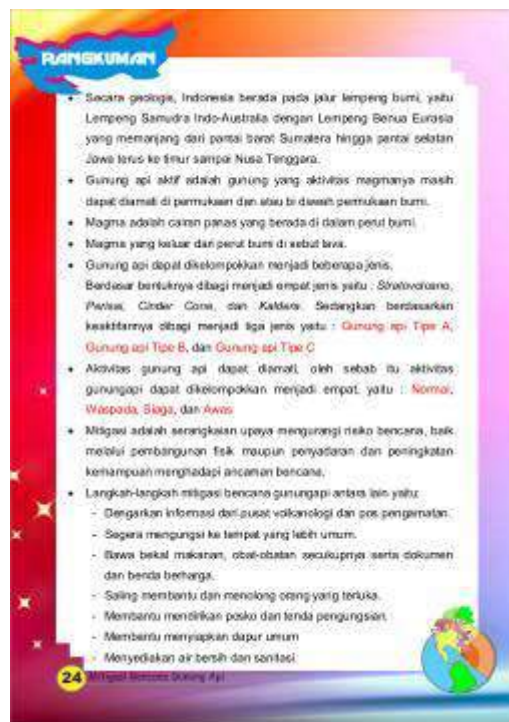 RANGKUMAN
• Secara geologis, Indonesia berada pada jalur lempeng bumi, yaitu
Lempeng Samudra Indo-Australia dengan Lempeng Benua Eurasia
yang memanjang dari pantai barat Sumatera hingga pantai selatan
Jawa terus ke timur sampai Nusa Tenggara.
• Gunung api aktif adalah gunung yang aktivitas magmanya masih
dapat diamati di permukaan dan atau bi dawah permukaan bumi.
• Magma adalah cairan panas yang berada di dalam perut bumi.
• Magma yang keluar dari perut bumi di sebut lava.
• Gunung api dapat dikelompokkan menjadi beberapa jenis,
Berdasar bentuknya dibagi menjadi empat jenis yaitu : Stratovolcano,
Perisai, Cinder Cone, dan Kaldera. Sedangkan berdasarkan
keaktifannya dibagi menjadi tiga jenis yaitu : Gunung api Tipe A,
Gunung api Tipe B, dan Gunung api Tipe C
• Aktivitas gunung api dapat diamati, oleh sebab itu aktivitas
gunungapi dapat dikelompokkan menjadi empat, yaitu : Normal,
Waspada, Siaga, dan Awas
• Mitigasi adalah serangkaian upaya mengurangi risiko bencana, baik
melalui pembangunan fisik maupun penyadaran dan peningkatan
kemampuan menghadapi ancaman bencana,
• Langkah-langkah mitigasi bencana gunungapi antara lain yaitu:
- Dengarkan informasi dari pusat volkanologi dan pos pengamatan.
- Segera mengungsi ke tempat yang lebih umum.
- Bawa bekal makanan, obat-obatan secukupnya serta dokumen
dan benda berharga.
- Saling membantu dan menolong orang yang terluka.
- Membantu mendirikan posko dan tenda pengungsian.
- Membantu menyiapkan dapur umum
- Menyediakan air bersih dan sanitasi
24 Mitigasi Bencana Gunung Api